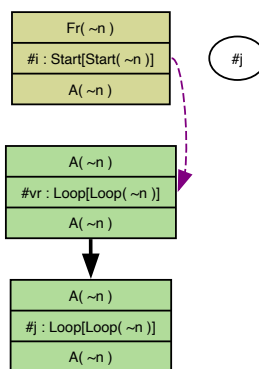 Fr( ~n )
#i : Start[Start( ~n )]
A( ~n )
#j
A( ~n )
#vr : Loop[Loop( ~n )]
A( ~n )
A( ~n )
#j : Loop[Loop( ~n )]
A( ~n )